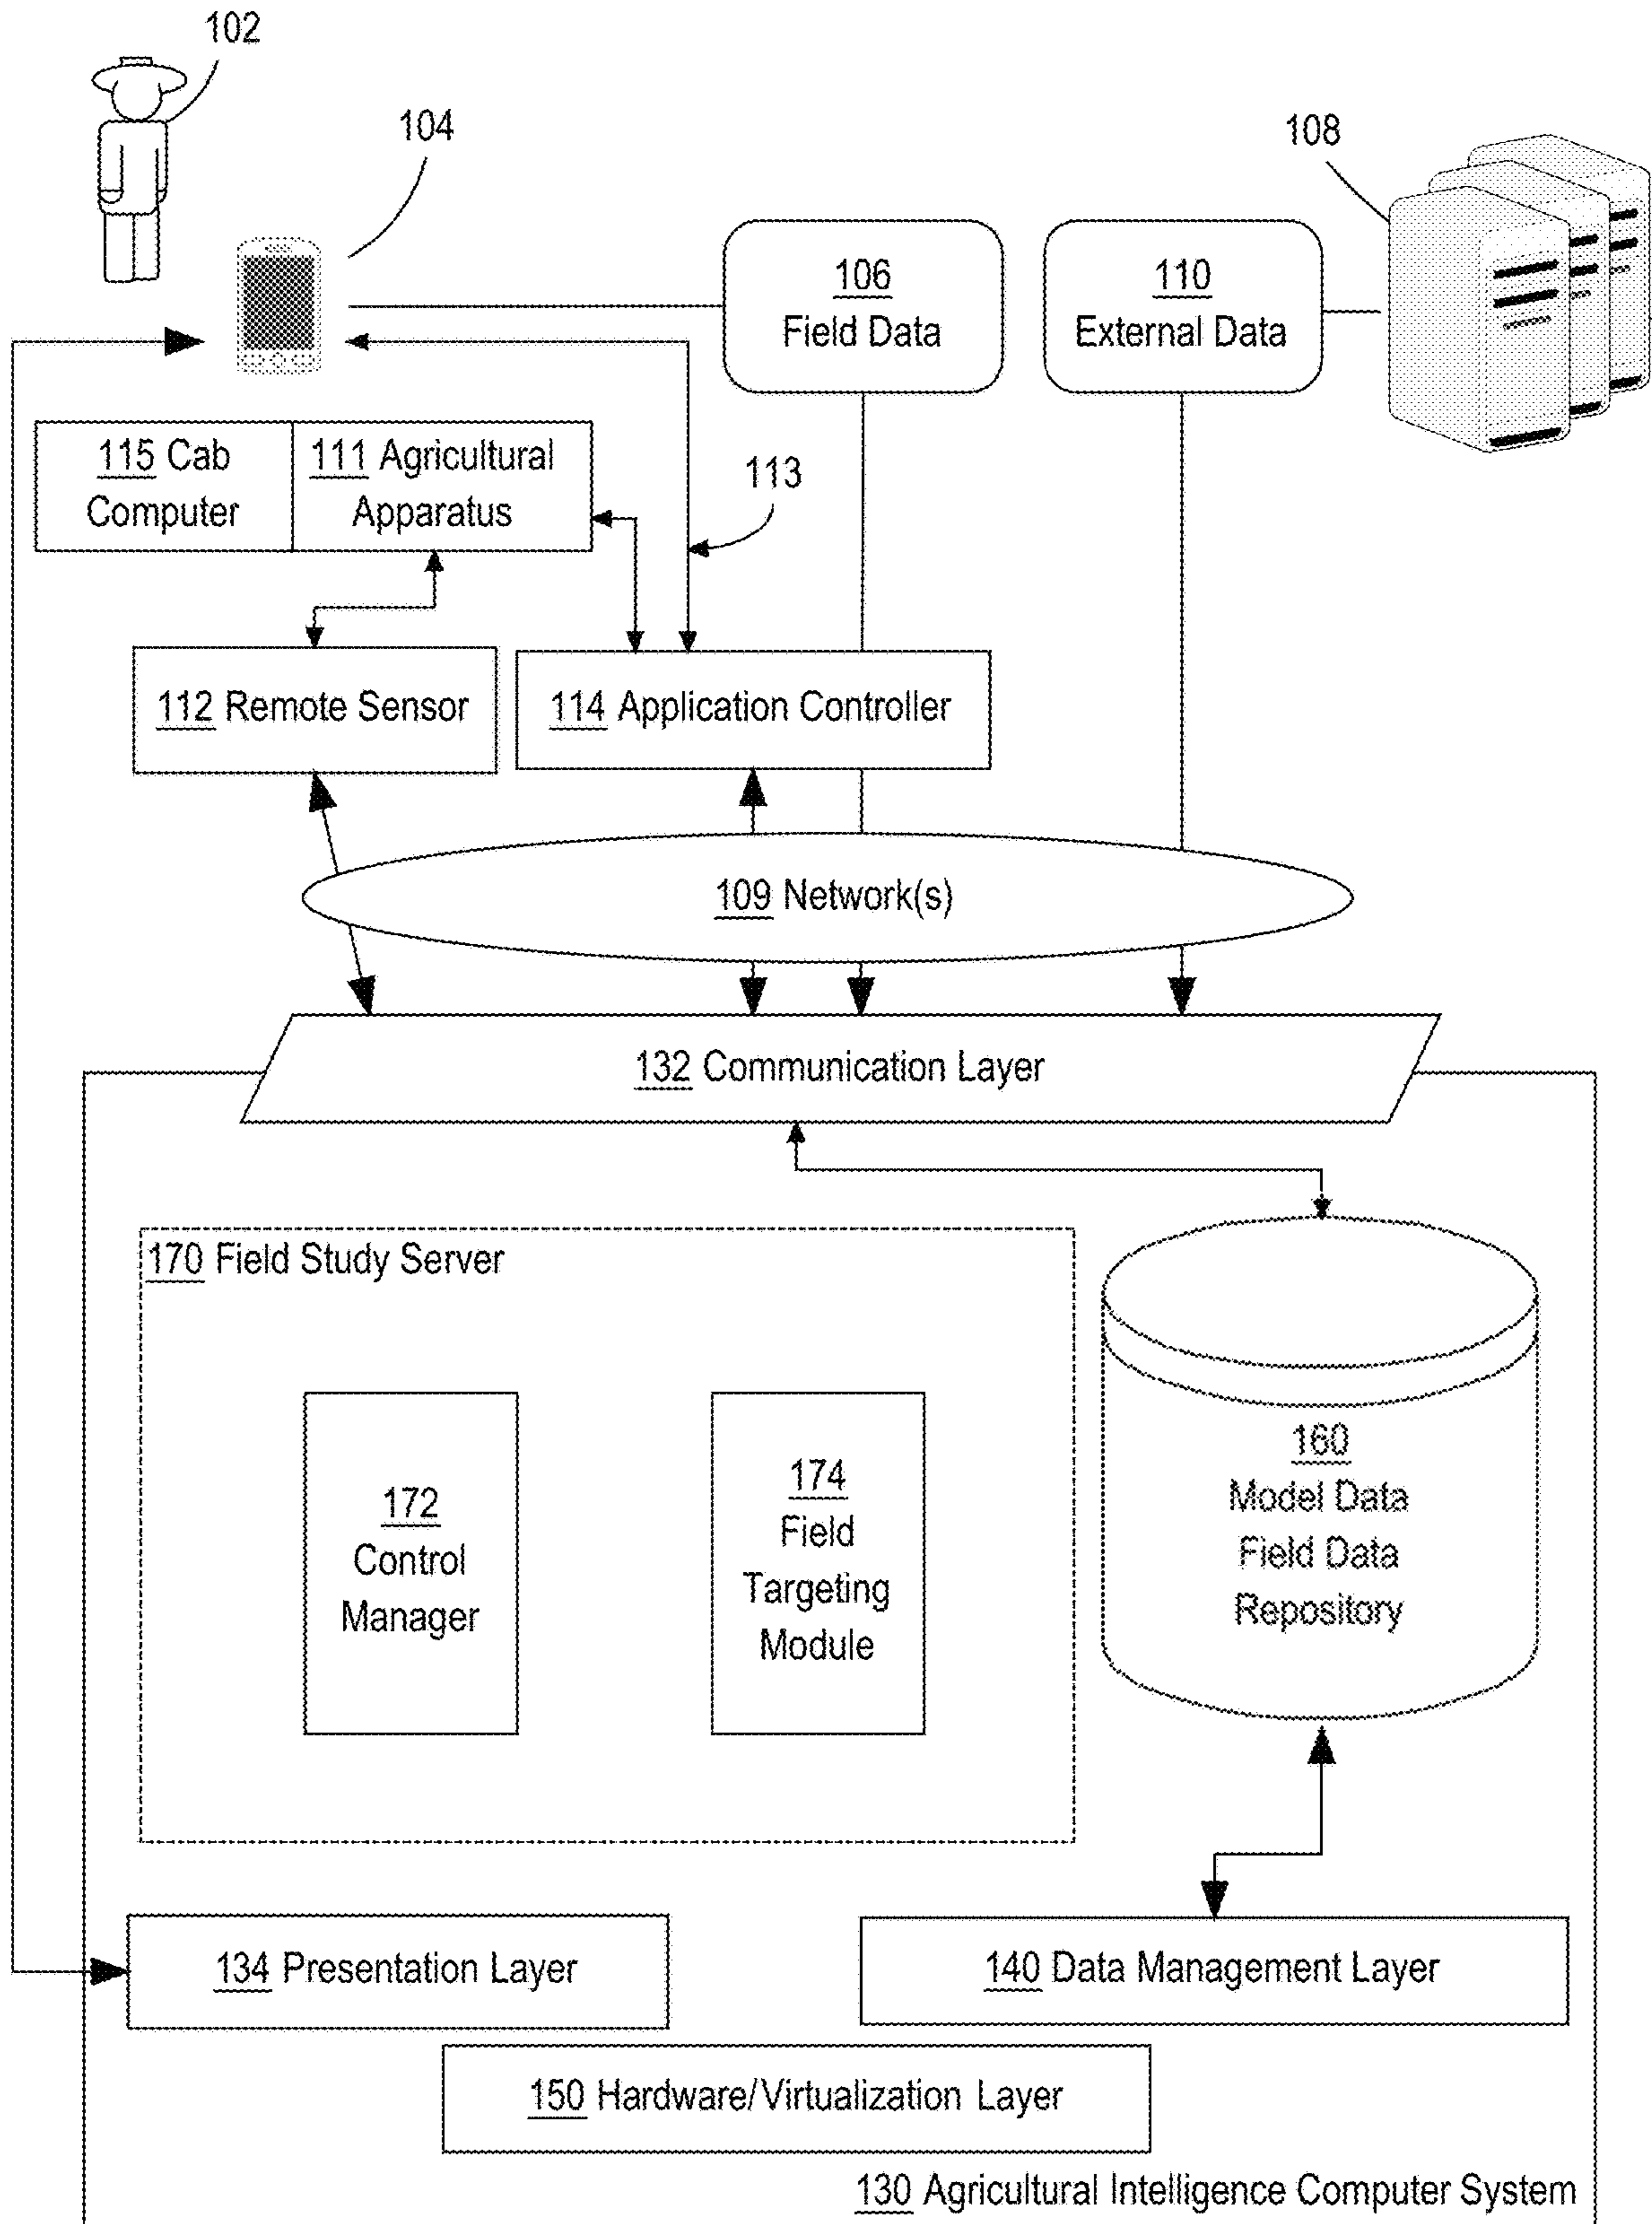 102
104
108
106
Field Data
110
External Data
115 Cab
Computer
111 Agricultural
Apparatus
113
112 Remote Sensor
114 Application Controller
109 Network(s)
132 Communication Layer
170 Field Study Server
172
Control
Manager
174
Field
Targeting
Module
160
Model Data
Field Data
Repository
134 Presentation Layer
140 Data Management Layer
150 Hardware/Virtualization Layer
130 Agricultural Intelligence Computer System